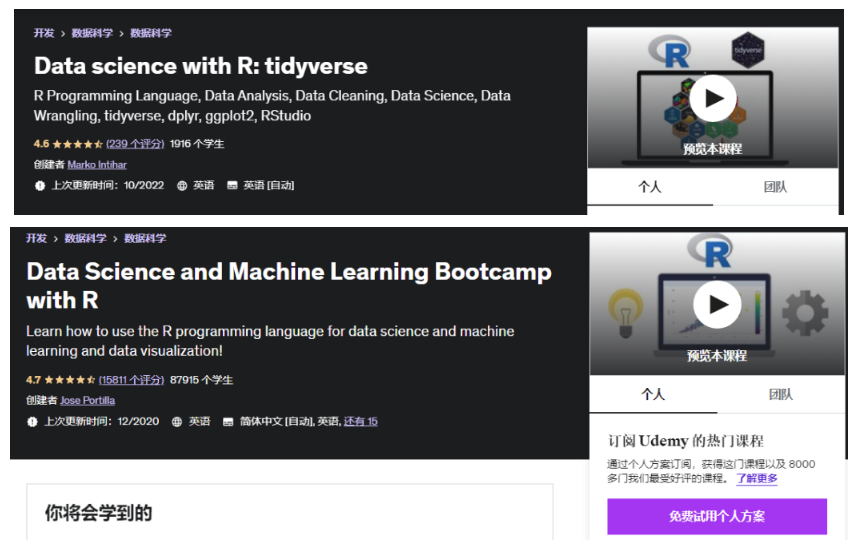 开发 > 数据科学 > 数据科学
Data science with R: tidyverse
R Programming Language, Data Analysis, Data Cleaning, Data Science, Data
Wrangling, tidyverse, dplyr, ggplot2, RStudio
4.6 ★★★★★ (239 个评分) 1916 个学生
创建者 Marko Intihar
上次更新时间：10/2022 英语 英语 [自动]
R
tidyverse
预览本课程
个人 团队
开发 > 数据科学 > 数据科学
Data Science and Machine Learning Bootcamp
with R
Learn how to use the R programming language for data science and machine
learning and data visualization!
4.7 ★★★★★ (15811 个评分) 87915 个学生
创建者 Jose Portilla
上次更新时间：12/2020 英语 简体中文 [自动], 英语, 还有 15
你将会学到的
R
预览本课程
个人 团队
订阅 Udemy 的热门课程
通过个人方案订阅，获得这门课程以及 8000
多门我们最受好评的课程。 了解更多
免费试用个人方案